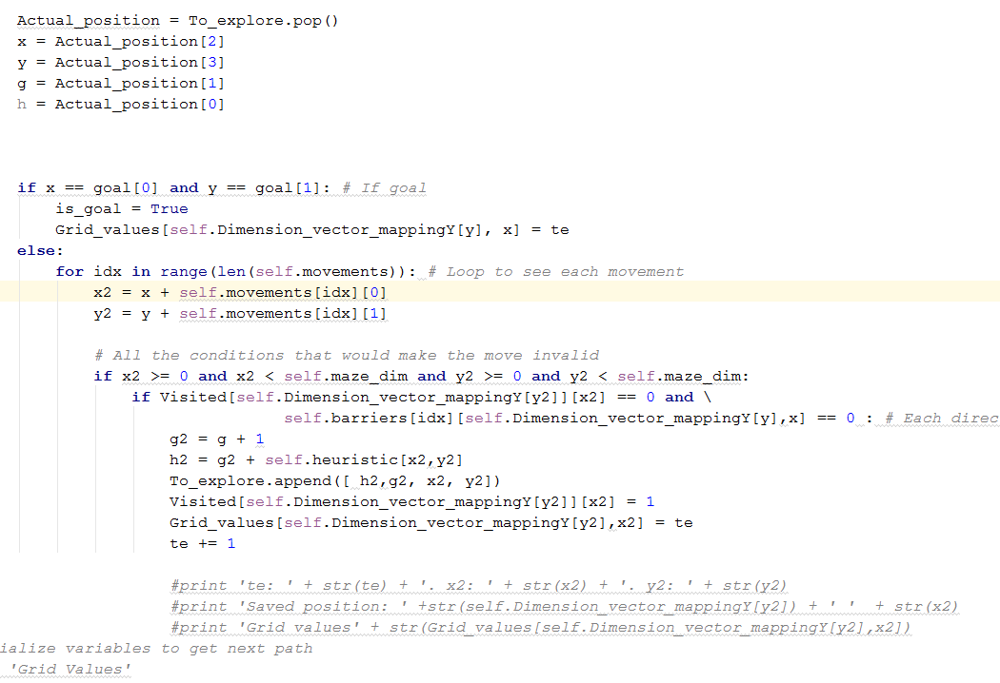 Actual_position = To_explore.pop()
x = Actual_position[2]
y = Actual_position[3]
g = Actual_position[1]
h = Actual_position[0]
if x == goal[0] and y == goal[1]: # If goal
is_goal = True
Grid_values[self.Dimension_vector_mappingY[y], x] = te
else:
for idx in range(len(self.movements)): # Loop to see each movement
x2 = x + self.movements[idx][0]
y2 = y + self.movements[idx][1]
# All the conditions that would make the move invalid
if x2 >= 0 and x2 < self.maze_dim and y2 >= 0 and y2 < self.maze_dim:
if Visited[self.Dimension_vector_mappingY[y2]][x2] == 0 and \
self.barriers[idx][self.Dimension_vector_mappingY[y],x] == 0 : # Each direc
g2 = g + 1
h2 = g2 + self.heuristic[x2,y2]
To_explore.append([ h2,g2, x2, y2])
Visited[self.Dimension_vector_mappingY[y2]][x2] = 1
Grid_values[self.Dimension_vector_mappingY[y2],x2] = te
te += 1
#print 'te: ' + str(te) + '. x2: ' + str(x2) + '. y2: ' + str(y2)
#print 'Saved position: ' +str(self.Dimension_vector_mappingY[y2]) + ' ' + str(x2)
#print 'Grid values' + str(Grid_values[self.Dimension_vector_mappingY[y2],x2])
ialize variables to get next path
'Grid Values'